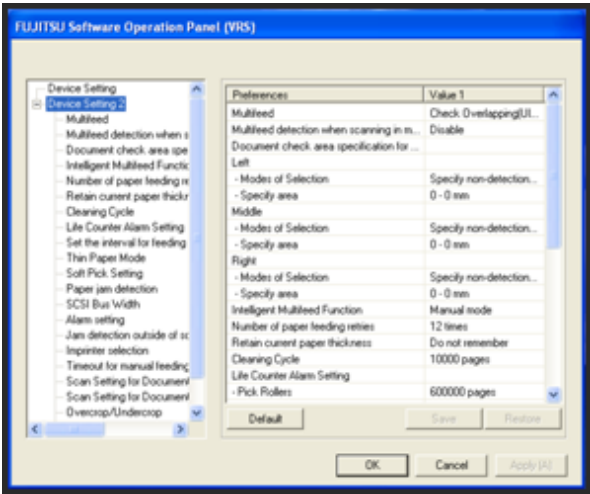 FUJITSU Software Operation Panel (VRS)
Device Setting
Device Setting 2
Multifeed
Multifeed detection when s
Document check area spe
Intelligent Multifeed Functic
Number of paper feeding re
Retain current paper thickr
Cleaning Cycle
Life Counter Alarm Setting
Set the interval for feeding
Thin Paper Mode
Soft Pick Setting
Paper jam detection
SCSI Bus Width
Alarm setting
Jam detection outside of sc
Imprinter selection
Timeout for manual feeding
Scan Setting for Document
Scan Setting for Document
Overcrop/Undercrop
Preferences Value 1
Multifeed Check Overlapping(Ul...
Multifeed detection when scanning in m... Disable
Document check area specification for ...
Left
- Modes of Selection Specify non-detection...
- Specify area 0 - 0 mm
Middle
- Modes of Selection Specify non-detection...
- Specify area 0 - 0 mm
Right
- Modes of Selection Specify non-detection...
- Specify area 0 - 0 mm
Intelligent Multifeed Function Manual mode
Number of paper feeding retries 12 times
Retain current paper thickness Do not remember
Cleaning Cycle 10000 pages
Life Counter Alarm Setting
- Pick Rollers 600000 pages
Default Save Restore
OK Cancel Apply (A)